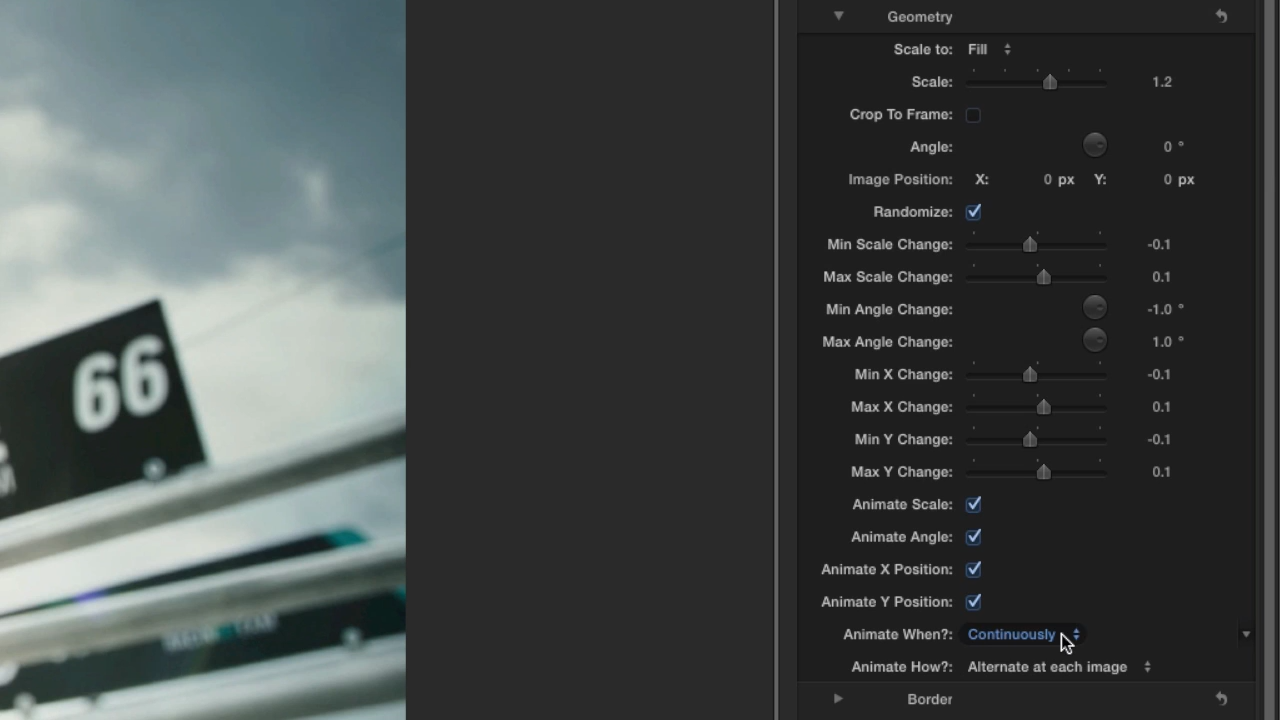 Geometry
Scale to: Fill
Scale: 1.2
Crop To Frame:
Angle: 0 °
Image Position: X: 0 px Y: 0 px
Randomize:
Min Scale Change: -0.1
Max Scale Change: 0.1
Min Angle Change: -1.0 °
Max Angle Change: 1.0 °
Min X Change: -0.1
Max X Change: 0.1
Min Y Change: -0.1
Max Y Change: 0.1
Animate Scale:
Animate Angle:
Animate X Position:
Animate Y Position:
Animate When?: Continuously
Animate How?: Alternate at each image
Border
66